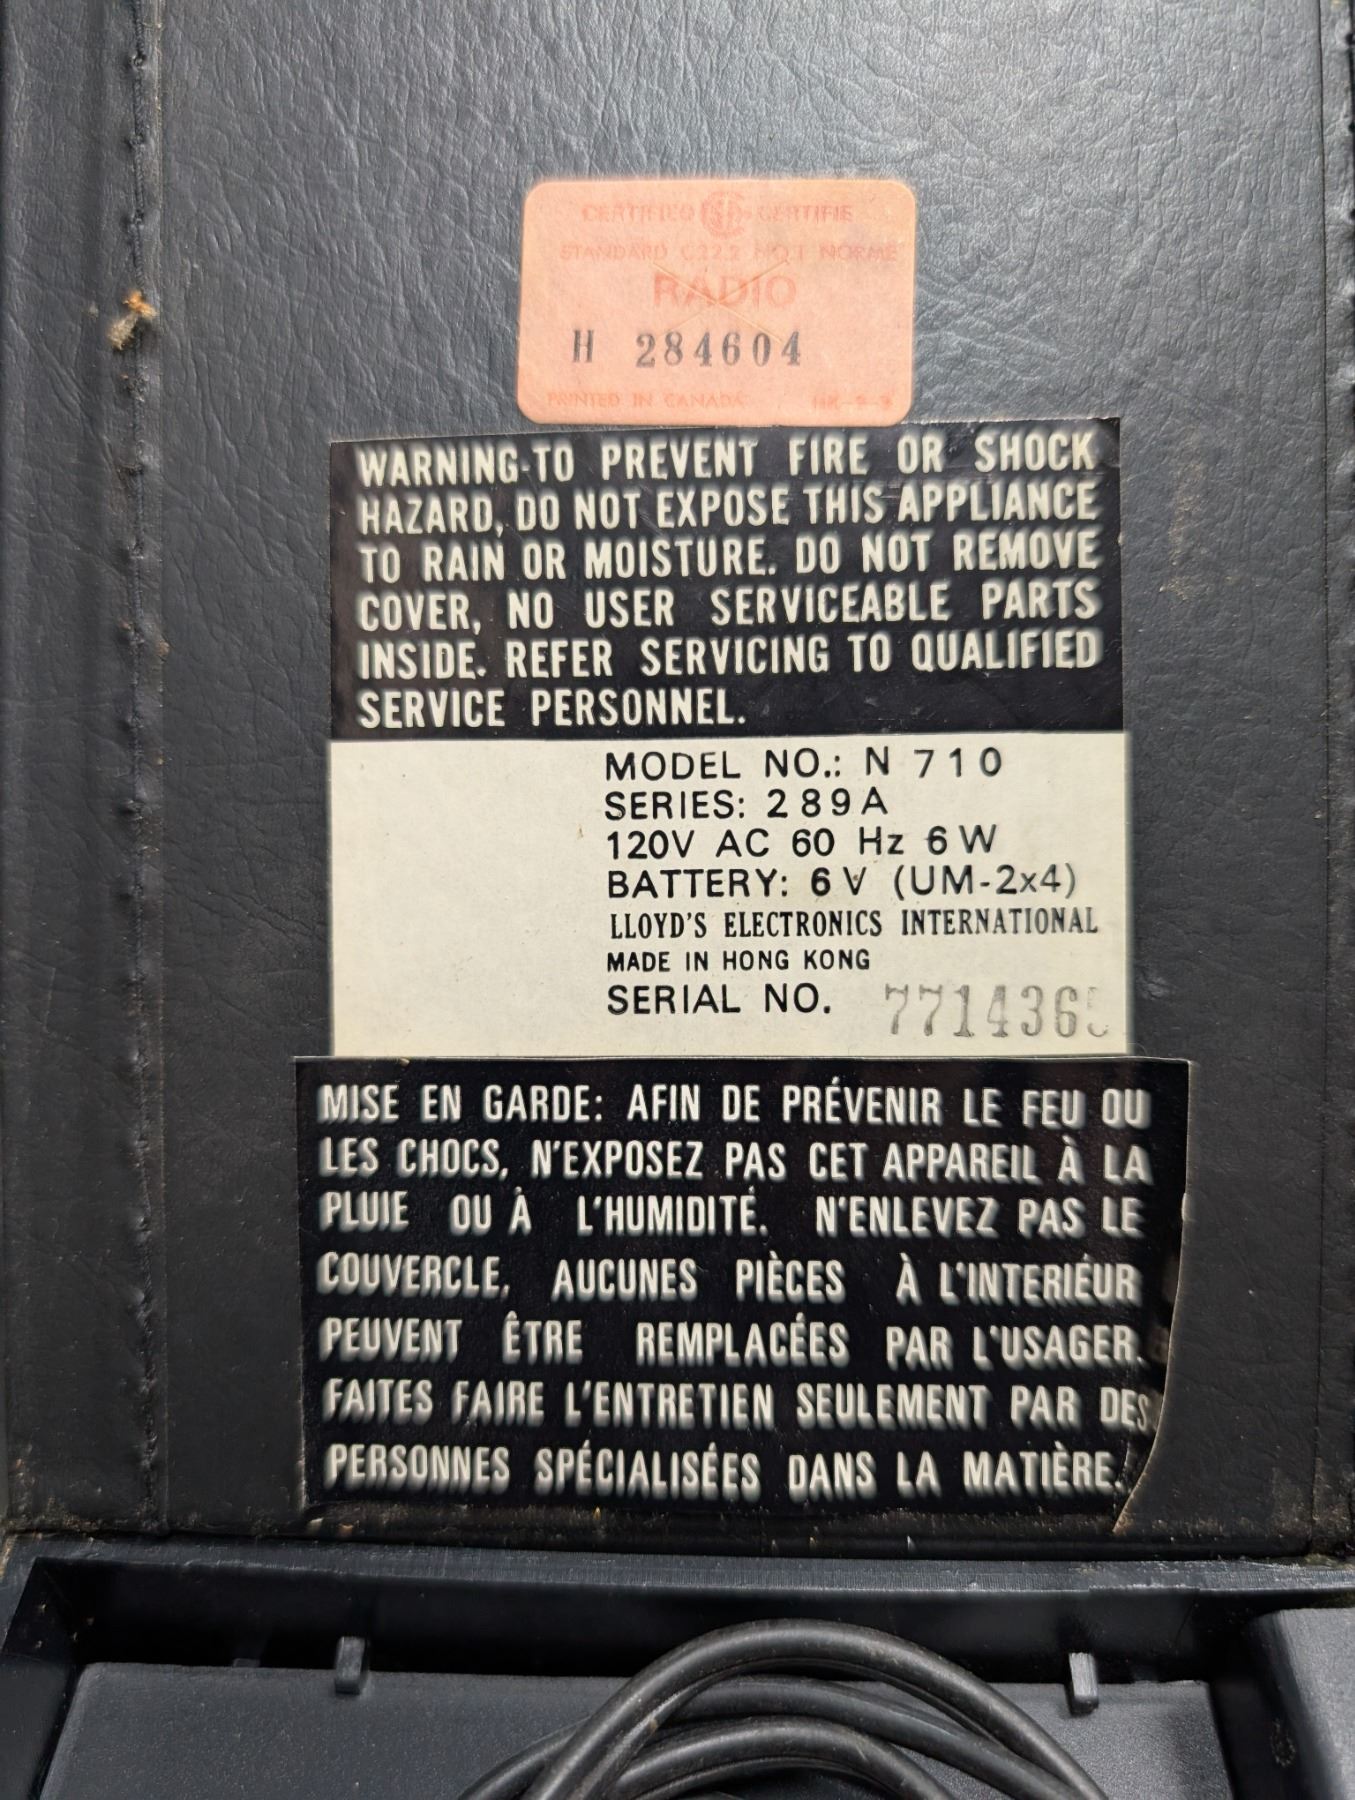 CERTIFIED CERTIFIE
STANDARD C22.2 NO.1 NORME
RADIO
H 284604
PRINTED IN CANADA
WARNING-TO PREVENT FIRE OR SHOCK
HAZARD, DO NOT EXPOSE THIS APPLIANCE
TO RAIN OR MOISTURE. DO NOT REMOVE
COVER, NO USER SERVICEABLE PARTS
INSIDE. REFER SERVICING TO QUALIFIED
SERVICE PERSONNEL.
MODEL NO.: N 710
SERIES: 289A
120V AC 60 Hz 6 W
BATTERY: 6 V (UM-2x4)
LLOYD'S ELECTRONICS INTERNATIONAL
MADE IN HONG KONG
SERIAL NO.
MISE EN GARDE: AFIN DE PRÉVENIR LE FEU OU
LES CHOCS, N'EXPOSEZ PAS CET APPAREIL À LA
PLUIE OU À L'HUMIDITÉ. N'ENLEVEZ PAS LE
COUVERCLE. AUCUNES PIÈCES À L'INTERIÉUR
PEUVENT ÊTRE REMPLACÉES PAR L'USAGER.
FAITES FAIRE L'ENTRETIEN SEULEMENT PAR DES
PERSONNES SPÉCIALISÉES DANS LA MATIÈRE.